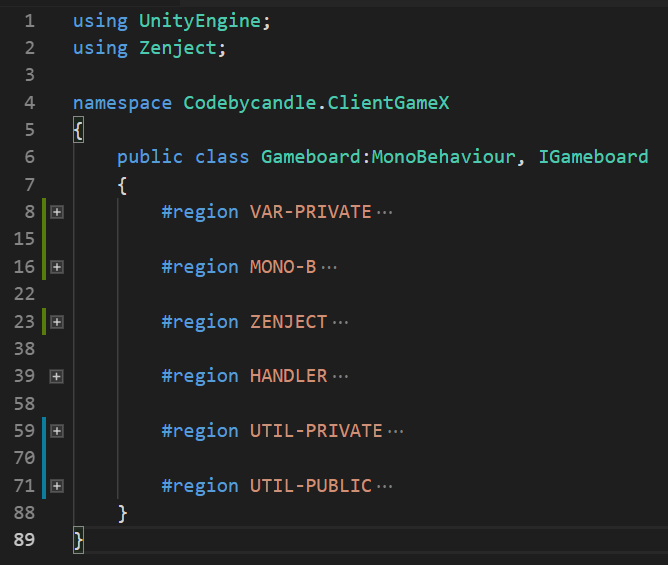 1 using UnityEngine;
2 using Zenject;
3
4 namespace Codebycandle.ClientGameX
5 {
6 public class Gameboard:MonoBehaviour, IGameboard
7 {
8 #region VAR-PRIVATE···
15
16 #region MONO-B···
22
23 #region ZENJECT···
38
39 #region HANDLER···
58
59 #region UTIL-PRIVATE···
70
71 #region UTIL-PUBLIC···
88 }
89 }